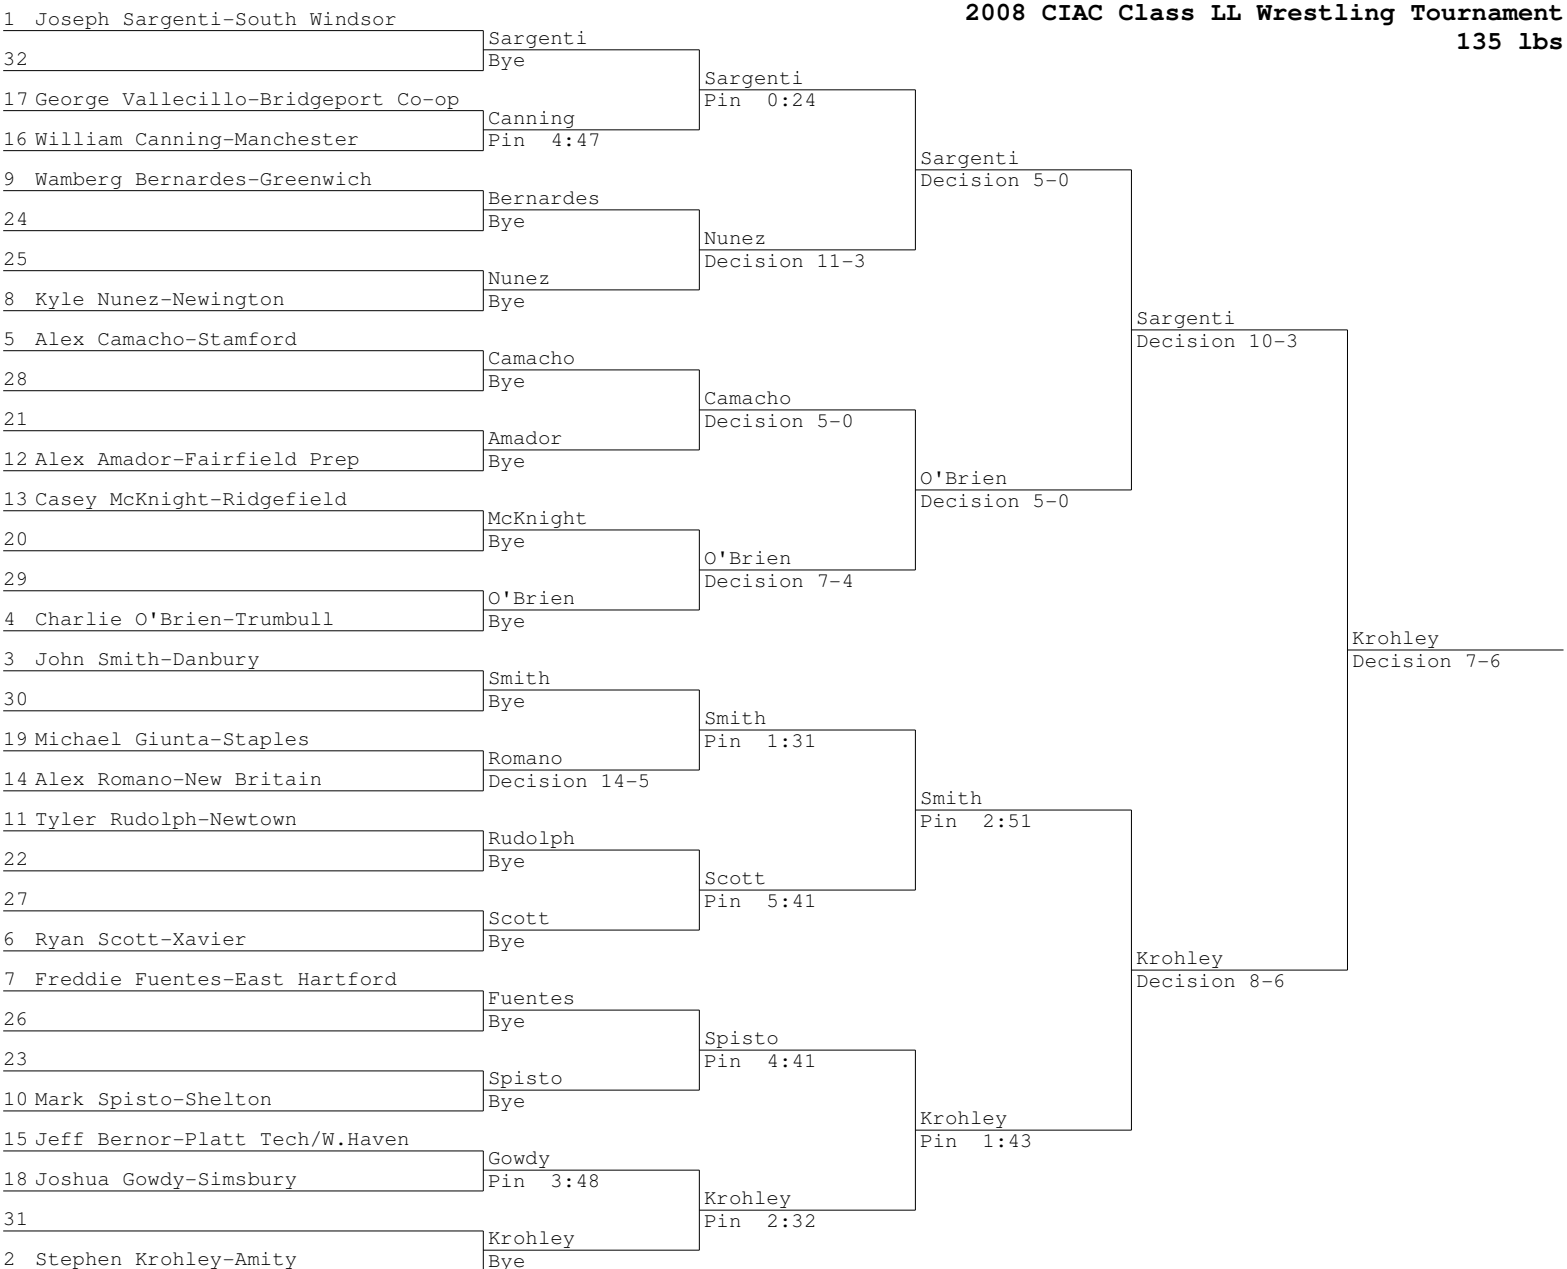 2008 CIAC Class LL Wrestling Tournament
135 lbs
1 Joseph Sargenti-South Windsor
32
17 George Vallecillo-Bridgeport Co-op
16 William Canning-Manchester
9 Wamberg Bernardes-Greenwich
24
25
8 Kyle Nunez-Newington
5 Alex Camacho-Stamford
28
21
12 Alex Amador-Fairfield Prep
13 Casey McKnight-Ridgefield
20
29
4 Charlie O'Brien-Trumbull
3 John Smith-Danbury
30
19 Michael Giunta-Staples
14 Alex Romano-New Britain
11 Tyler Rudolph-Newtown
22
27
6 Ryan Scott-Xavier
7 Freddie Fuentes-East Hartford
26
23
10 Mark Spisto-Shelton
15 Jeff Bernor-Platt Tech/W.Haven
18 Joshua Gowdy-Simsbury
31
2 Stephen Krohley-Amity
Sargenti
Bye
Canning
Pin 4:47
Bernardes
Bye
Nunez
Bye
Camacho
Bye
Amador
Bye
McKnight
Bye
O'Brien
Bye
Smith
Bye
Romano
Decision 14-5
Rudolph
Bye
Scott
Bye
Fuentes
Bye
Spisto
Bye
Gowdy
Pin 3:48
Krohley
Bye
Sargenti
Pin 0:24
Nunez
Decision 11-3
Camacho
Decision 5-0
O'Brien
Decision 7-4
Smith
Pin 1:31
Scott
Pin 5:41
Spisto
Pin 4:41
Krohley
Pin 2:32
Sargenti
Decision 5-0
O'Brien
Decision 5-0
Smith
Pin 2:51
Krohley
Pin 1:43
Sargenti
Decision 10-3
Krohley
Decision 8-6
Krohley
Decision 7-6